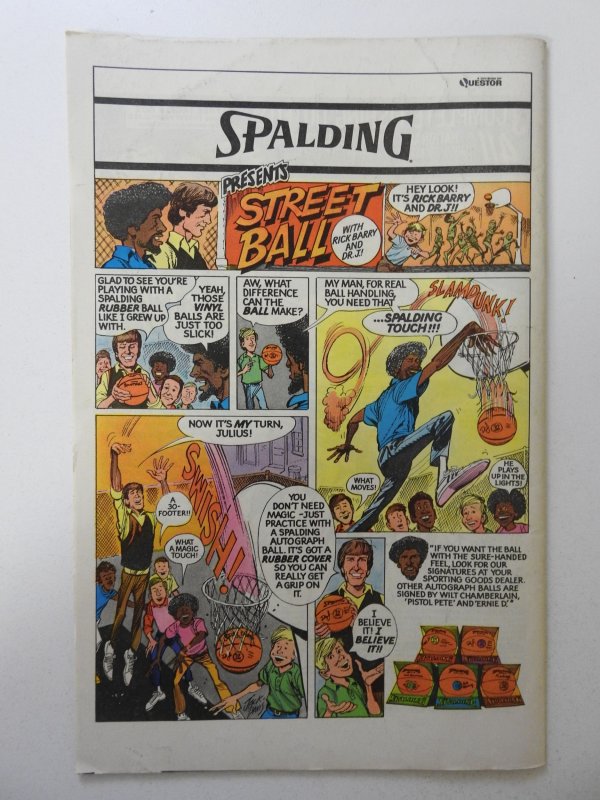 QUESTOR
SPALDING
PRESENTS
STREET
BALL
WITH
RICK BARRY
AND
DR. J!
HEY LOOK!
IT'S RICK BARRY
AND DR. J!!
GLAD TO SEE YOU'RE
PLAYING WITH A
SPALDING
RUBBER BALL
LIKE I GREW UP
WITH.
YEAH,
THOSE
VINYL
BALLS ARE
JUST TOO
SLICK!
AW, WHAT
DIFFERENCE
CAN THE
BALL MAKE?
MY MAN, FOR REAL
BALL HANDLING,
YOU NEED THAT
...SPALDING
TOUCH!!!
SLAMDUNK!
WHAT
MOVES!
HE
PLAYS
UP IN THE
LIGHTS!
NOW IT'S MY TURN,
JULIUS!
A
30-
FOOTER!!
WHAT
A MAGIC
TOUCH!
SWISH!
YOU
DON'T NEED
MAGIC - JUST
PRACTICE WITH
A SPALDING
AUTOGRAPH
BALL. IT'S GOT A
RUBBER COVER
SO YOU CAN
REALLY GET
A GRIP ON
IT.
I
BELIEVE
IT! I
BELIEVE
IT!!
"IF YOU WANT THE BALL
WITH THE SURE-HANDED
FEEL, LOOK FOR OUR
SIGNATURES AT YOUR
SPORTING GOODS DEALER.
OTHER AUTOGRAPH BALLS ARE
SIGNED BY WILT CHAMBERLAIN,
'PISTOL PETE' AND 'ERNIE D.'"